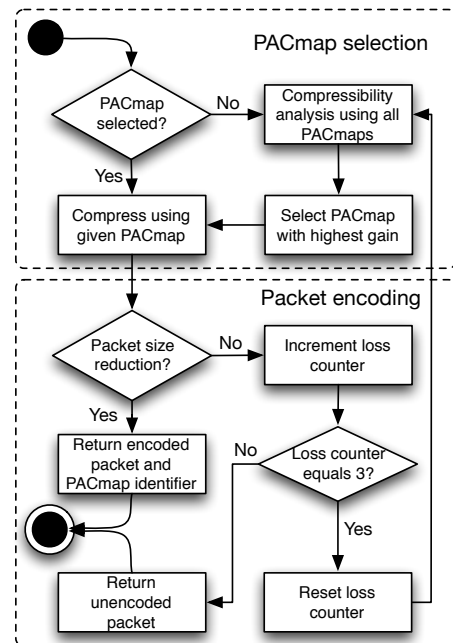 PACmap selection
PACmap
selected?
No
Compressibility
analysis using all
PACmaps
Yes
Compress using
given PACmap
Select PACmap
with highest gain
Packet encoding
Packet size
reduction?
No
Increment loss
counter
Yes
Return encoded
packet and
PACmap identifier
No
Loss counter
equals 3?
Yes
Return
unencoded
packet
Reset loss
counter